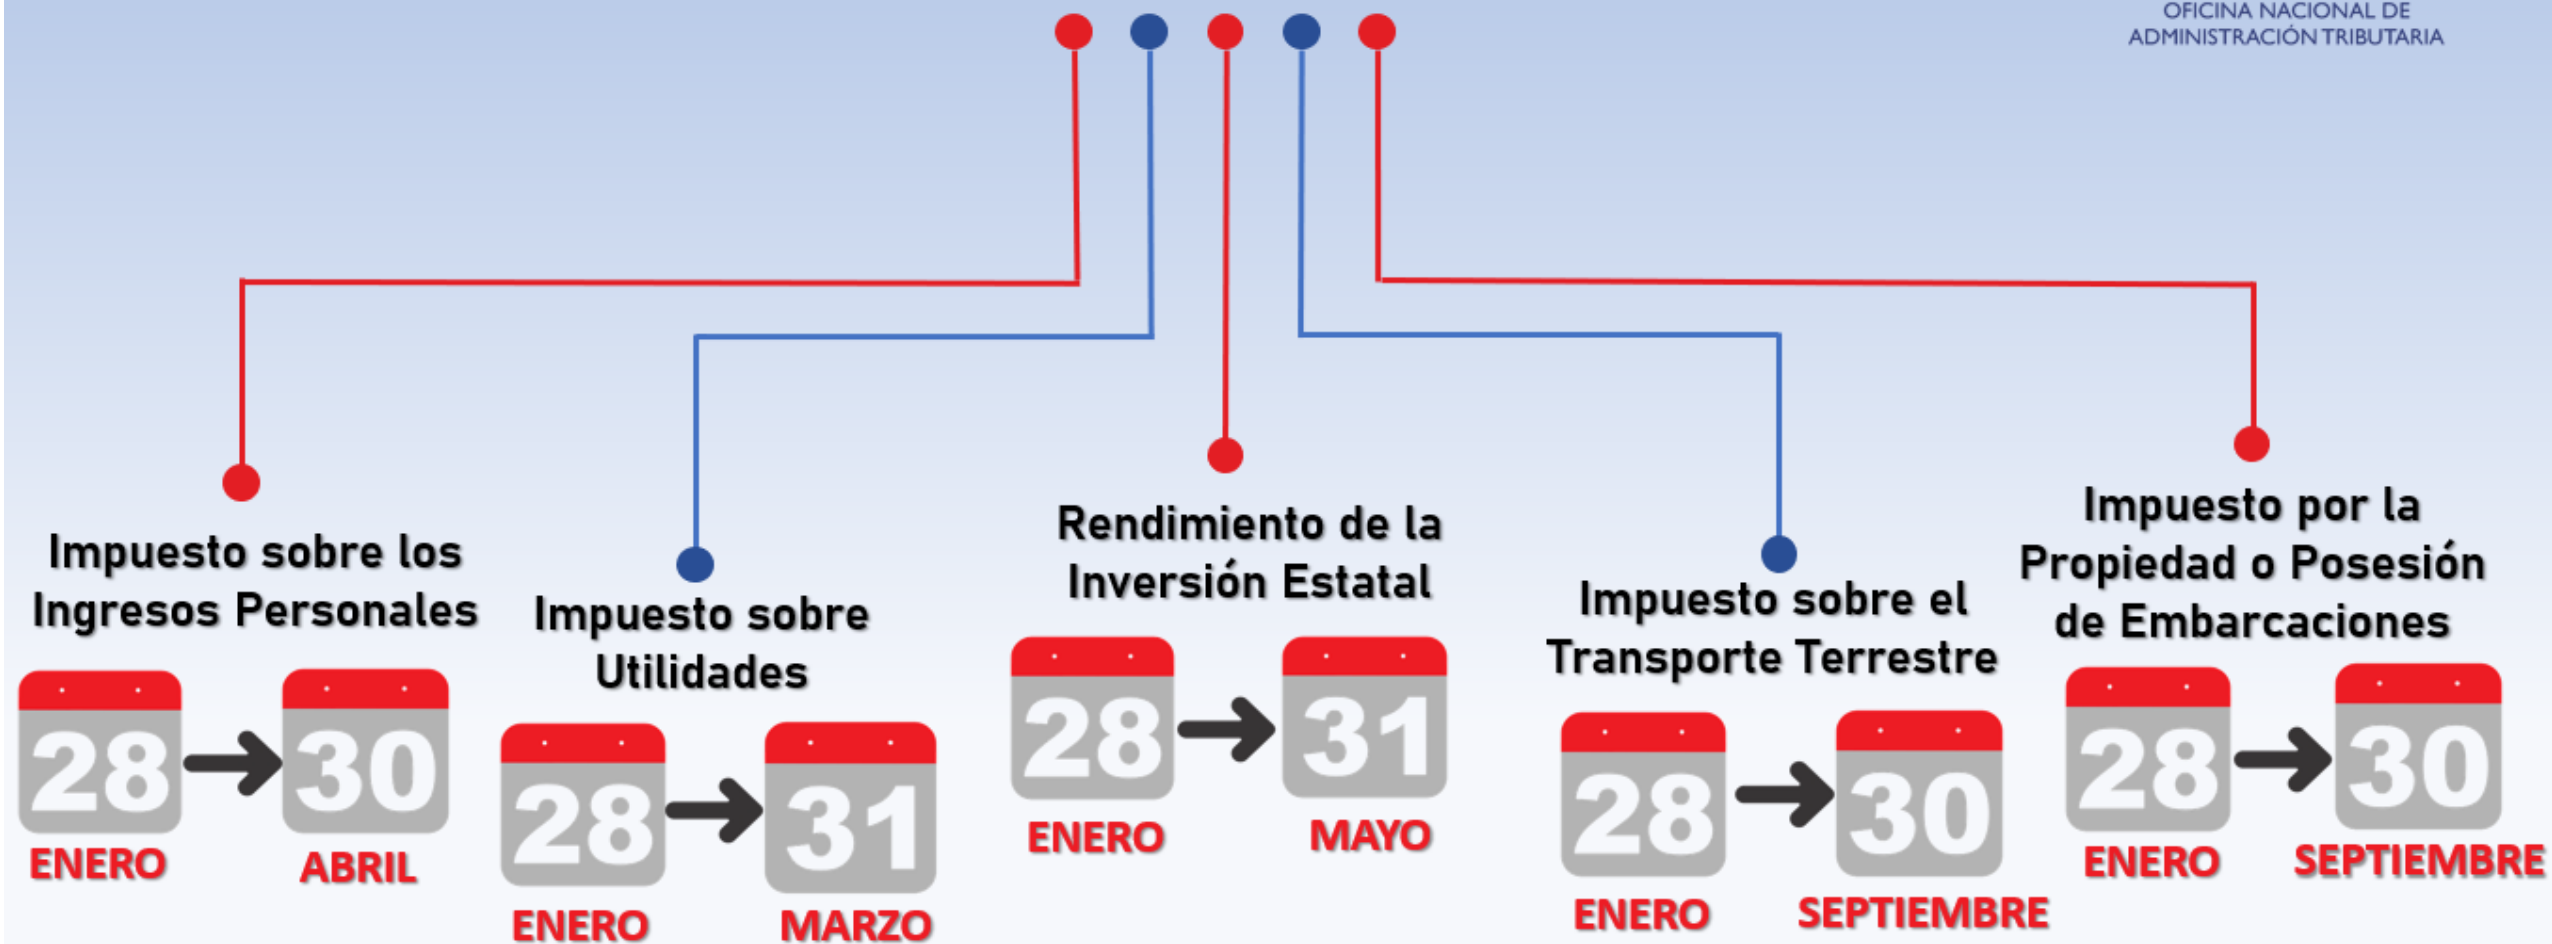 OFICINA NACIONAL DE
ADMINISTRACIÓN TRIBUTARIA
Impuesto sobre los
Ingresos Personales
28
30
ENERO
ABRIL
Impuesto sobre
Utilidades
28
31
ENERO
MARZO
Rendimiento de la
Inversión Estatal
28
31
ENERO
MAYO
Impuesto sobre el
Transporte Terrestre
28
30
ENERO
SEPTIEMBRE
Impuesto por la
Propiedad o Posesión
de Embarcaciones
28
30
ENERO
SEPTIEMBRE